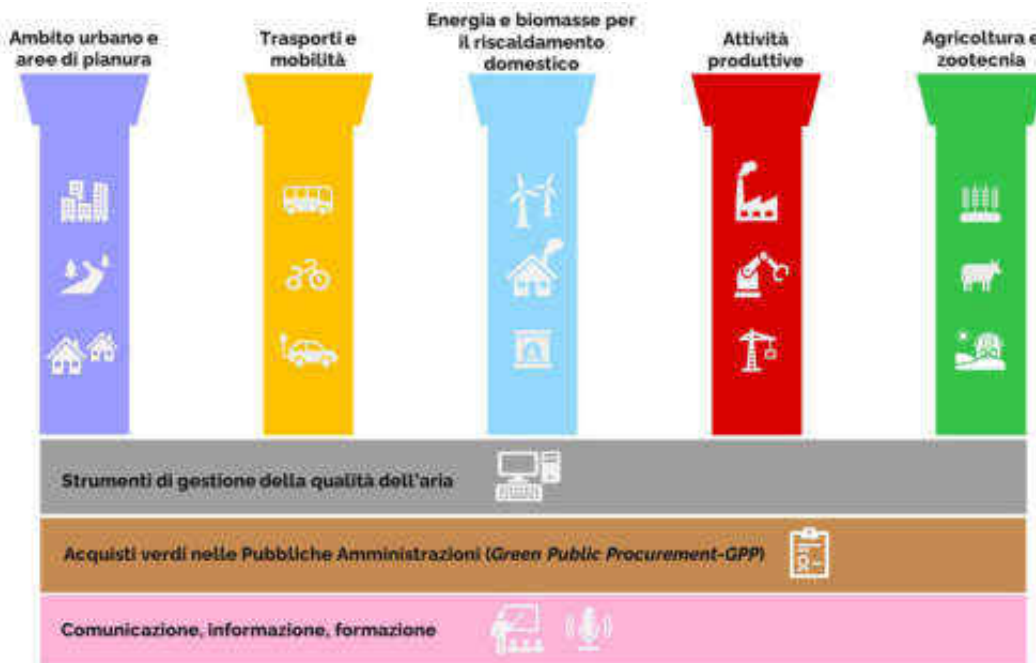 Ambito urbano e
aree di pianura
Trasporti e
mobilità
Energia e biomasse per
il riscaldamento
domestico
Attività
produttive
Agricoltura e
zootecnia
Strumenti di gestione della qualità dell'aria
Acquisti verdi nelle Pubbliche Amministrazioni (Green Public Procurement-GPP)
Comunicazione, informazione, formazione